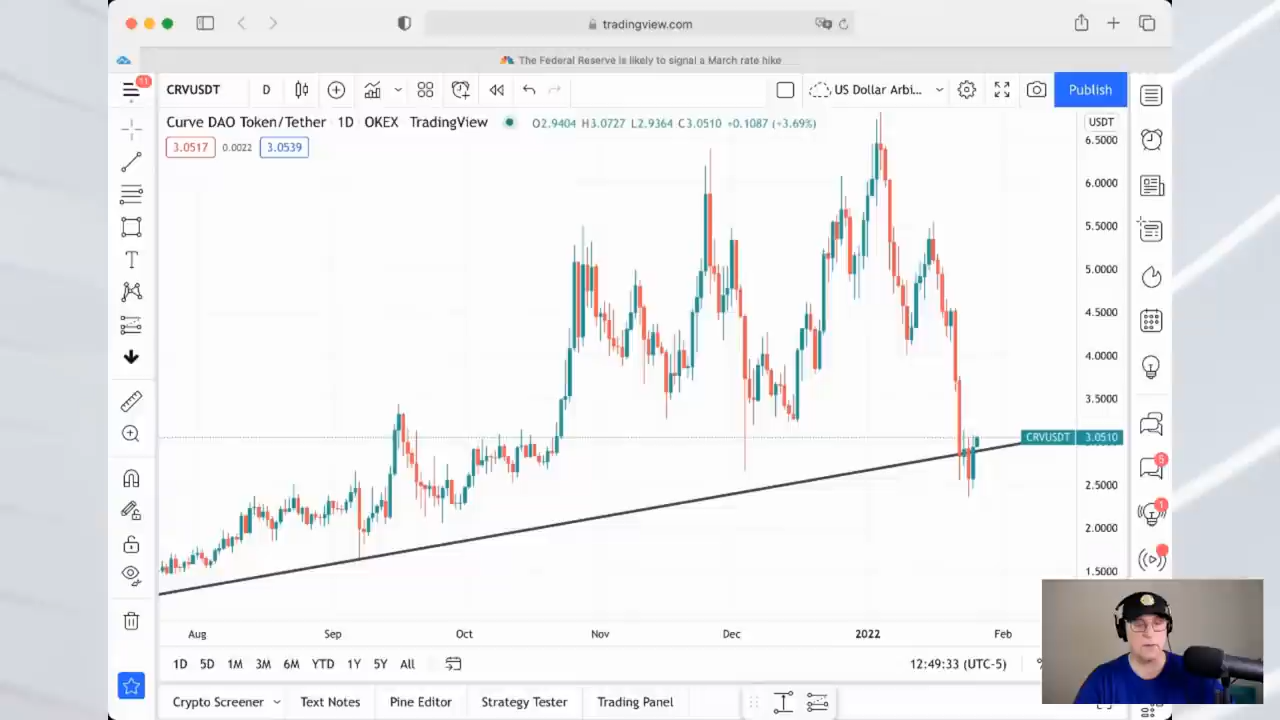 tradingview.com
The Federal Reserve is likely to signal a March rate hike
11
CRVUSDT D US Dollar Arbi... Publish
Curve DAO Token/Tether · 1D · OKEX · TradingView O2.9404 H3.0727 L2.9364 C3.0510 +0.1087 (+3.69%) USDT
3.0517 0.0022 3.0539
6.5000
6.0000
5.5000
5.0000
4.5000
4.0000
3.5000
CRVUSDT 3.0510
5
2.5000
1
2.0000
1.5000
Aug Sep Oct Nov Dec 2022 Feb
1D 5D 1M 3M 6M YTD 1Y 5Y All 12:49:33 (UTC-5)
Crypto Screener Text Notes Pine Editor Strategy Tester Trading Panel